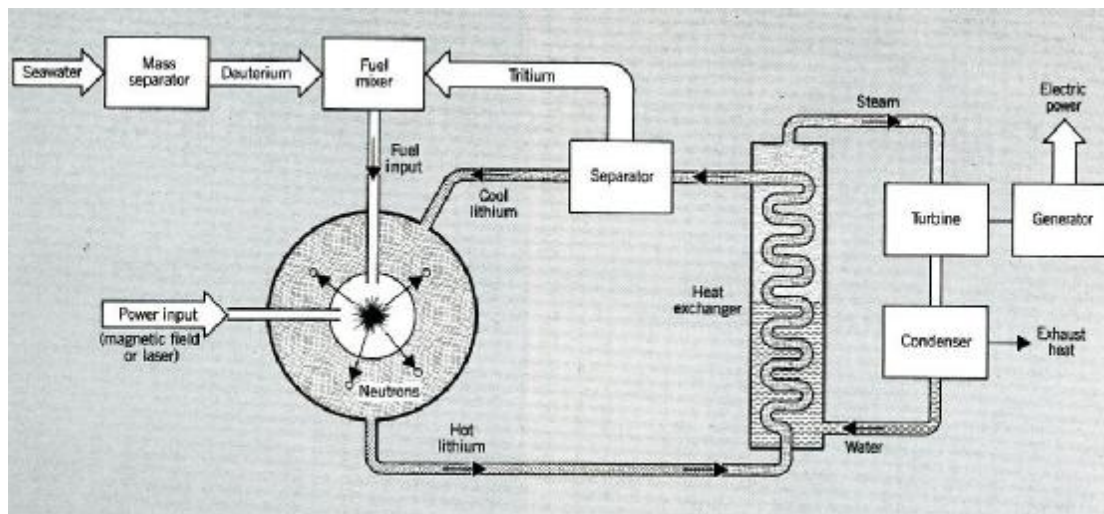 Seawater
Mass
separator
Deuterium
Fuel
mixer
Tritium
Fuel
input
Cool
lithium
Separator
Steam
Electric
power
Turbine
Generator
Heat
exchanger
Power input
(magnetic field
or laser)
Neutrons
Condenser
Exhaust
heat
Hot
lithium
Water